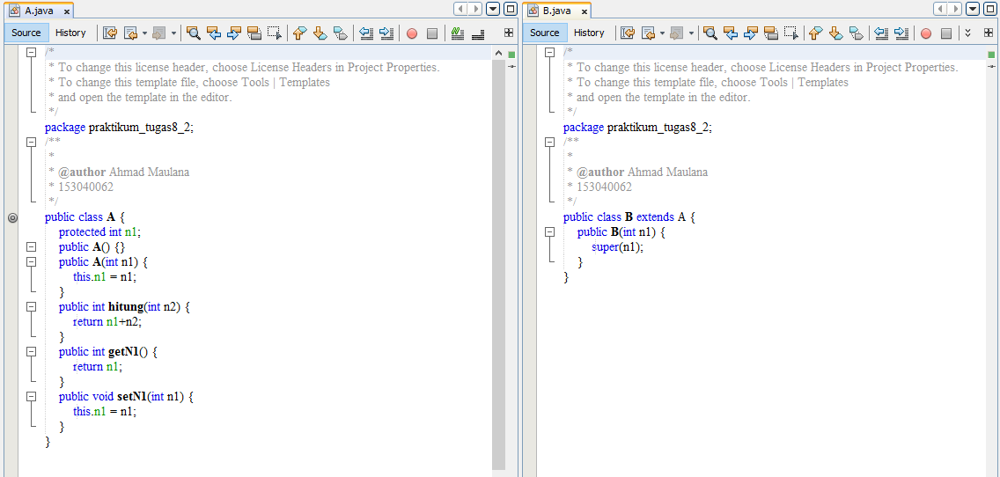 A.java
Source History
/*
* To change this license header, choose License Headers in Project Properties.
* To change this template file, choose Tools | Templates
* and open the template in the editor.
*/
package praktikum_tugas8_2;
/**
*
* @author Ahmad Maulana
* 153040062
*/
public class A {
protected int n1;
public A() {}
public A(int n1) {
this.n1 = n1;
}
public int hitung(int n2) {
return n1+n2;
}
public int getN1() {
return n1;
}
public void setN1(int n1) {
this.n1 = n1;
}
}
B.java
Source History
/*
* To change this license header, choose License Headers in Project Properties.
* To change this template file, choose Tools | Templates
* and open the template in the editor.
*/
package praktikum_tugas8_2;
/**
*
* @author Ahmad Maulana
* 153040062
*/
public class B extends A {
public B(int n1) {
super(n1);
}
}